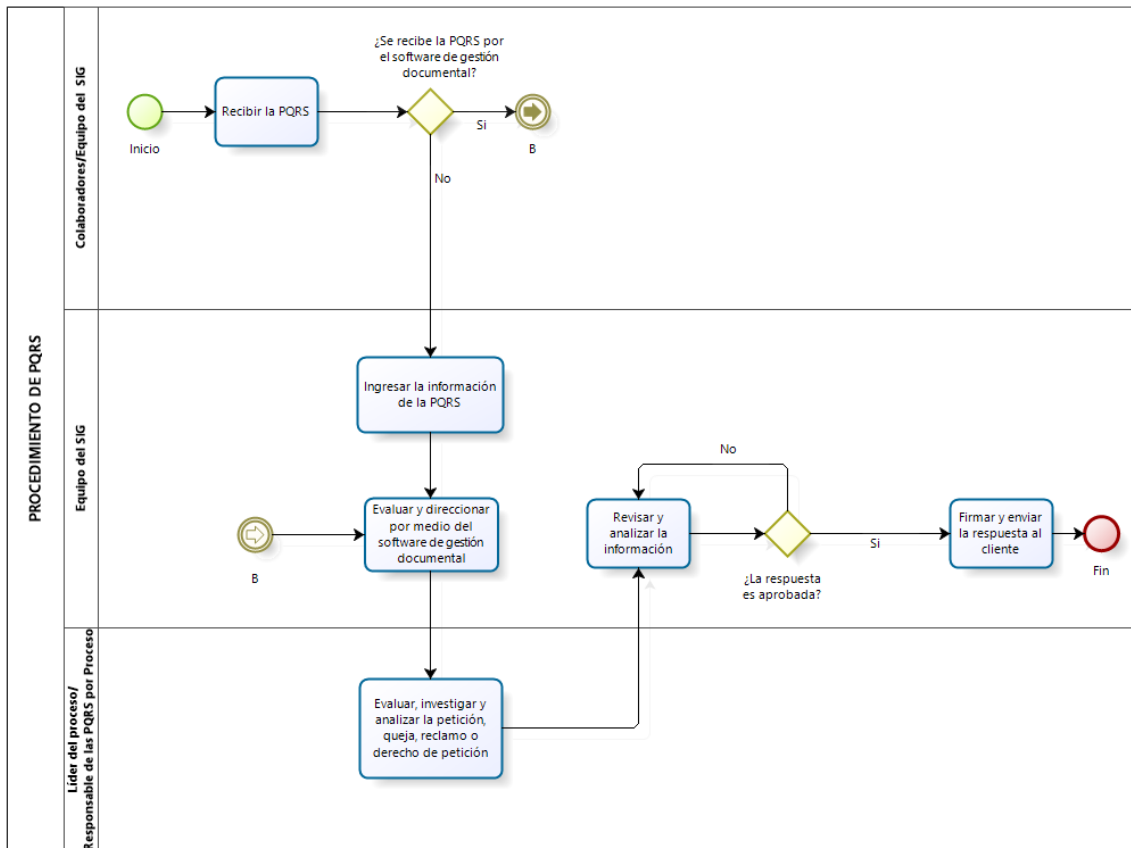 PROCEDIMIENTO DE PQRS
Colaboradores/Equipo del SIG
Inicio
Recibir la PQRS
¿Se recibe la PQRS por
el software de gestión
documental?
Si
B
No
Equipo del SIG
Ingresar la información
de la PQRS
B
Evaluar y direccionar
por medio del
software de gestión
documental
Revisar y
analizar la
información
No
¿La respuesta
es aprobada?
Si
Firmar y enviar
la respuesta al
cliente
Fin
Líder del proceso/
Responsable de las PQRS por Proceso
Evaluar, investigar y
analizar la petición,
queja, reclamo o
derecho de petición